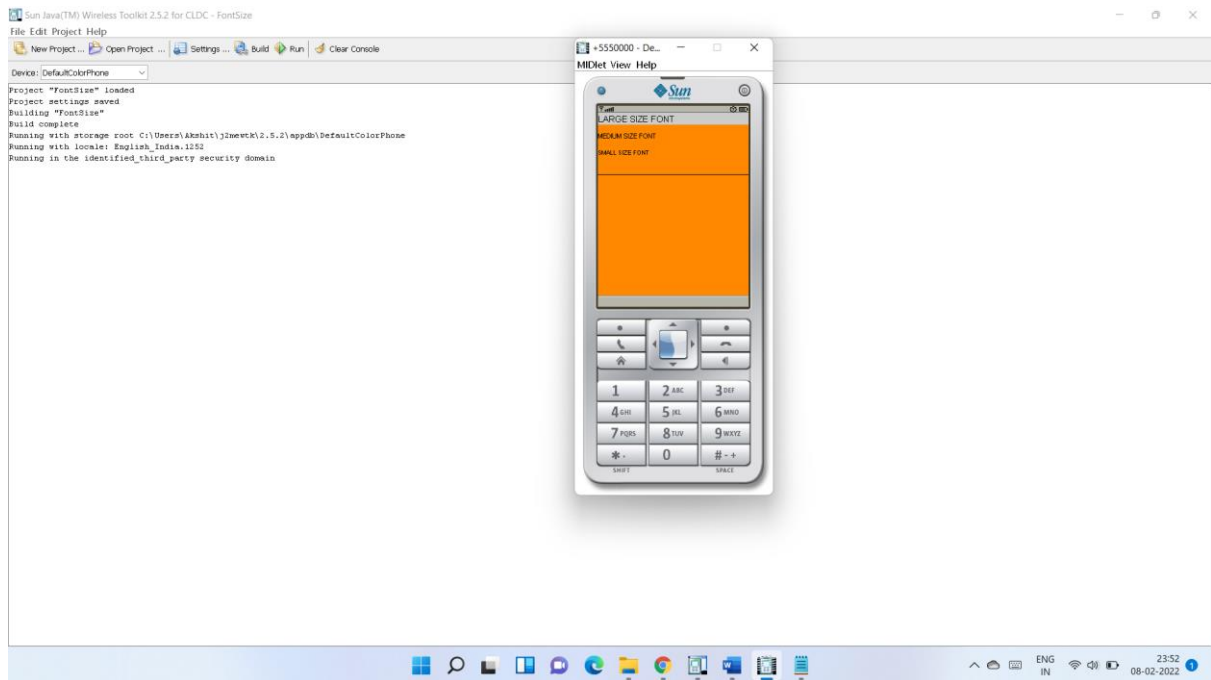 Sun Java(TM) Wireless Toolkit 2.5.2 for CLDC - FontSize
File Edit Project Help
New Project ... Open Project ... Settings ... Build Run Clear Console
Device: DefaultColorPhone
Project "FontSize" loaded
Project settings saved
Building "FontSize"
Build complete
Running with storage root C:\Users\Akshit\j2mewtk\2.5.2\appdb\DefaultColorPhone
Running with locale: English_India.1252
Running in the identified_third_party security domain
+5550000 - De...
MIDlet View Help
Sun
LARGE SIZE FONT
MEDIUM SIZE FONT
SMALL SIZE FONT
1 2 ABC 3 DEF
4 GHI 5 JKL 6 MNO
7 PQRS 8 TUV 9 WXYZ
* . 0 # - +
SHIFT SPACE
ENG
IN
23:52
08-02-2022
1